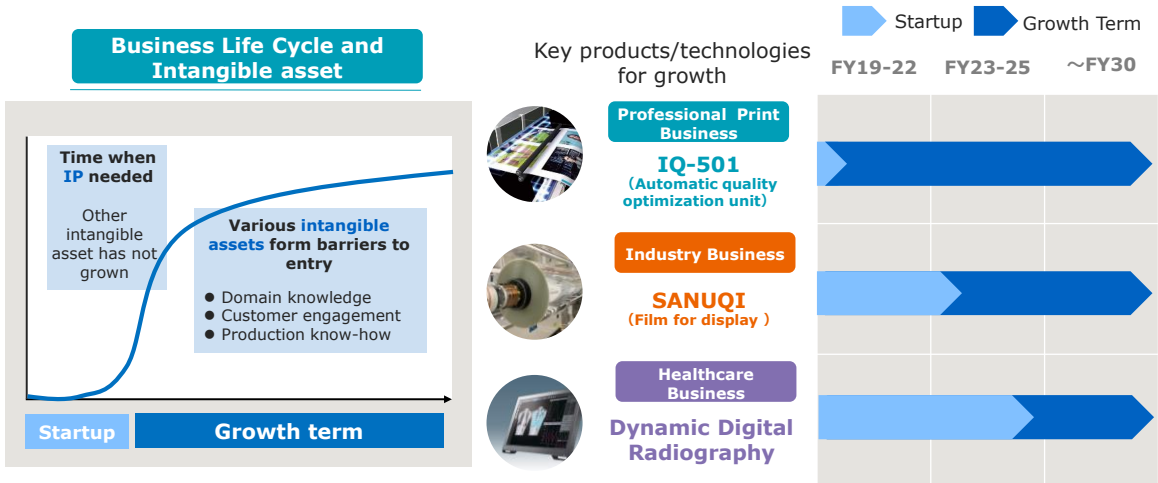 Business Life Cycle and
Intangible asset
Time when
IP needed
Other
intangible
asset has not
grown
Various intangible
assets form barriers to
entry
● Domain knowledge
● Customer engagement
● Production know-how
Startup
Growth term
Key products/technologies
for growth
Professional Print
Business
IQ-501
（Automatic quality
optimization unit）
Industry Business
SANUQI
（Film for display ）
Healthcare
Business
Dynamic Digital
Radiography
Startup
Growth Term
FY19-22
FY23-25
～FY30